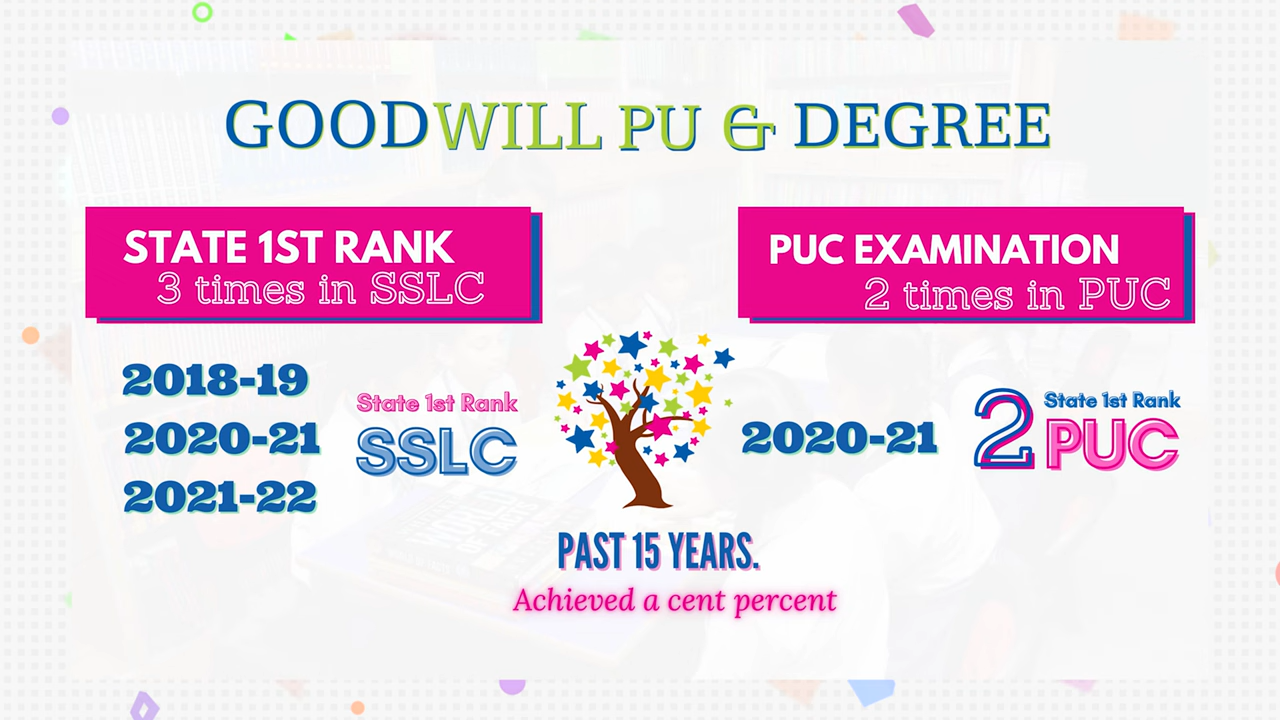 GOODWILL PU & DEGREE
STATE 1ST RANK
3 times in SSLC
PUC EXAMINATION
2 times in PUC
2018-19
2020-21
2021-22
State 1st Rank
SSLC
2020-21
2
State 1st Rank
PUC
PAST 15 YEARS.
Achieved a cent percent